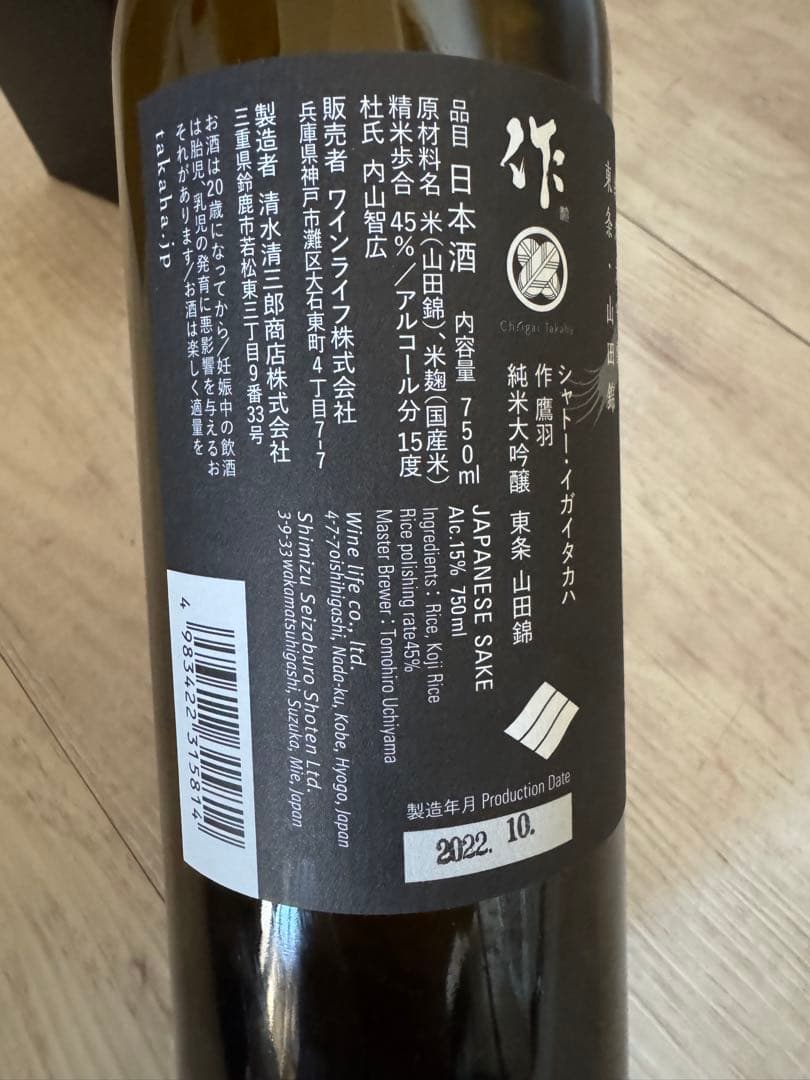 東条・山田錦
作
Chigai Takaha
シャトー・イガイタカハ
作 鷹羽
純米大吟醸 東条 山田錦
品目 日本酒 内容量 750ml
原材料名 米(山田錦)、米麹(国産米)
精米歩合 45%/アルコール分 15度
杜氏 内山智広
販売者 ワインライフ株式会社
兵庫県神戸市灘区大石東町4丁目7-7
製造者 清水清三郎商店株式会社
三重県鈴鹿市若松東三丁目9番33号
お酒は20歳になってから/妊娠中の飲酒
は胎児、乳児の発育に悪影響を与えるお
それがあります/お酒は楽しく適量を
takaha.jp
JAPANESE SAKE
Alc.15% 750ml
Ingredients: Rice, Koji Rice
Rice polishing rate45%
Master Brewer: Tomohiro Uchiyama
Wine life co., ltd.
4-7-7oishihigashi, Nada-ku, Kobe, Hyogo, Japan
Shimizu Seizaburo Shoten Ltd.
3-9-33wakamatsuhigashi, Suzuka, Mie, Japan
製造年月 Production Date
2022. 10.
4 983422 315814